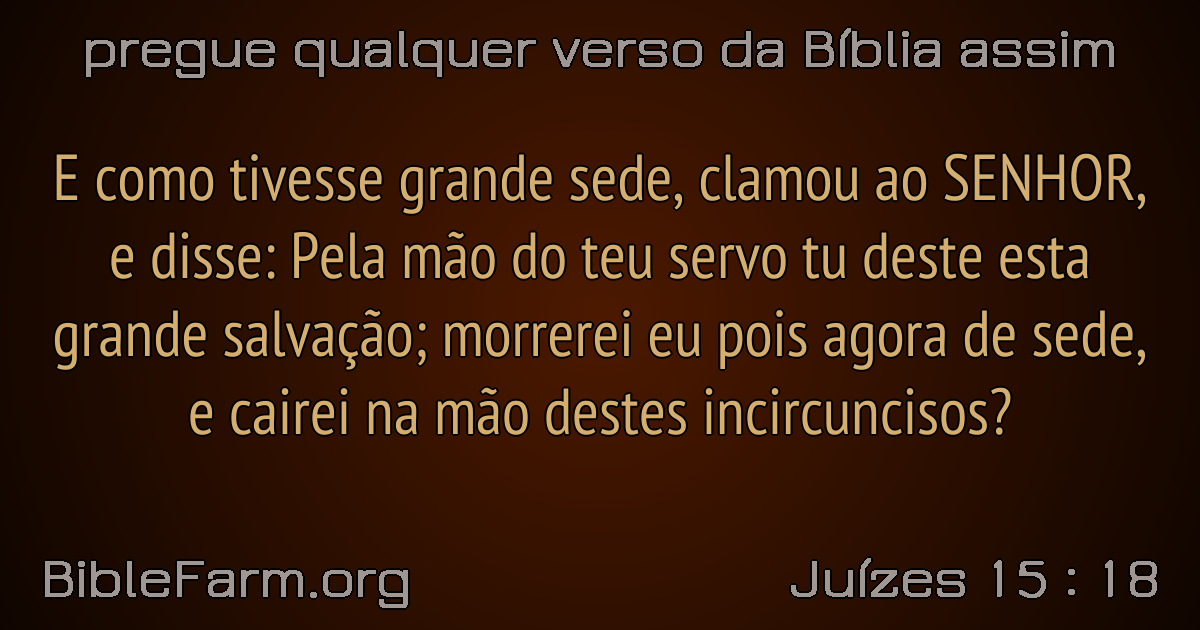 pregue qualquer verso da Bíblia assim
E como tivesse grande sede, clamou ao SENHOR,
e disse: Pela mão do teu servo tu deste esta
grande salvação; morrerei eu pois agora de sede,
e cairei na mão destes incircuncisos?
BibleFarm.org
Juízes 15 : 18